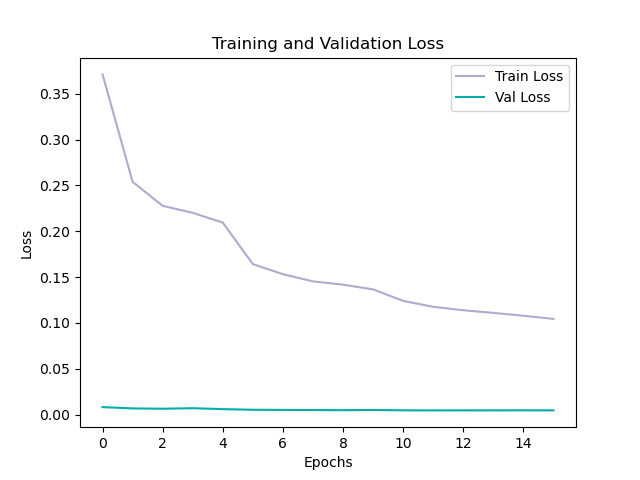 Training and Validation Loss
Train Loss
Val Loss
0.35
0.30
0.25
0.20
0.15
0.10
0.05
0.00
Loss
0 2 4 6 8 10 12 14
Epochs